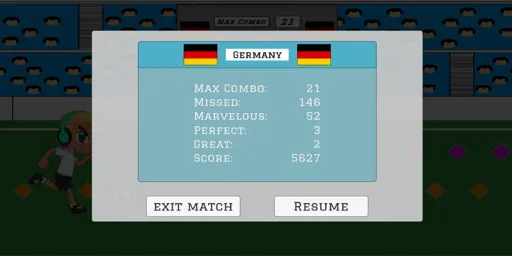 Max Combo 21
Germany
Max Combo: 21
Missed: 146
Marvelous: 52
Perfect: 3
Great: 2
Score: 5627
EXIT MATCH
Resume